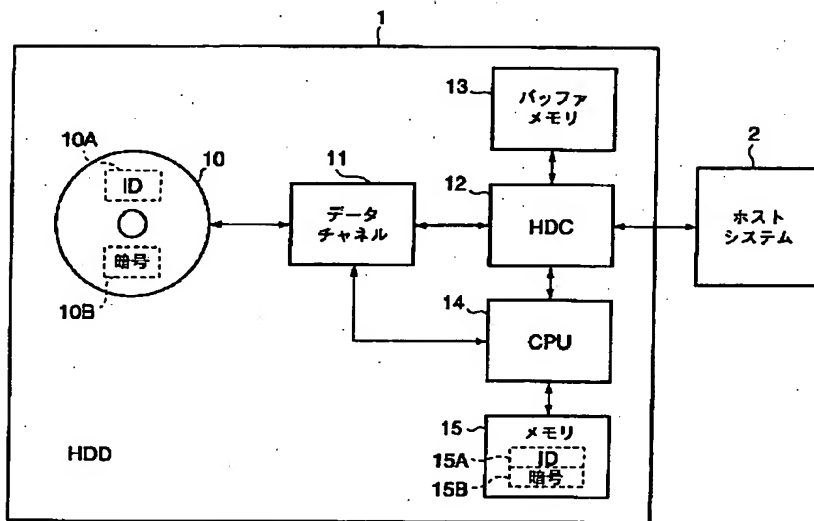 1
13
バッファ
メモリ
10A
10
ID
暗号
10B
11
データ
チャネル
12
HDC
2
ホスト
システム
14
CPU
15
メモリ
15A
ID
15B
暗号
HDD